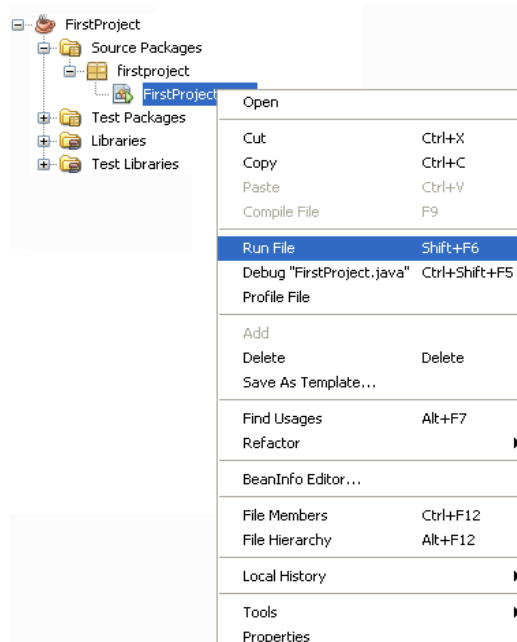 FirstProject
Source Packages
firstproject
FirstProject
Test Packages
Libraries
Test Libraries
Open
Cut Ctrl+X
Copy Ctrl+C
Paste Ctrl+V
Compile File F9
Run File Shift+F6
Debug "FirstProject.java" Ctrl+Shift+F5
Profile File
Add
Delete Delete
Save As Template...
Find Usages Alt+F7
Refactor
BeanInfo Editor...
File Members Ctrl+F12
File Hierarchy Alt+F12
Local History
Tools
Properties